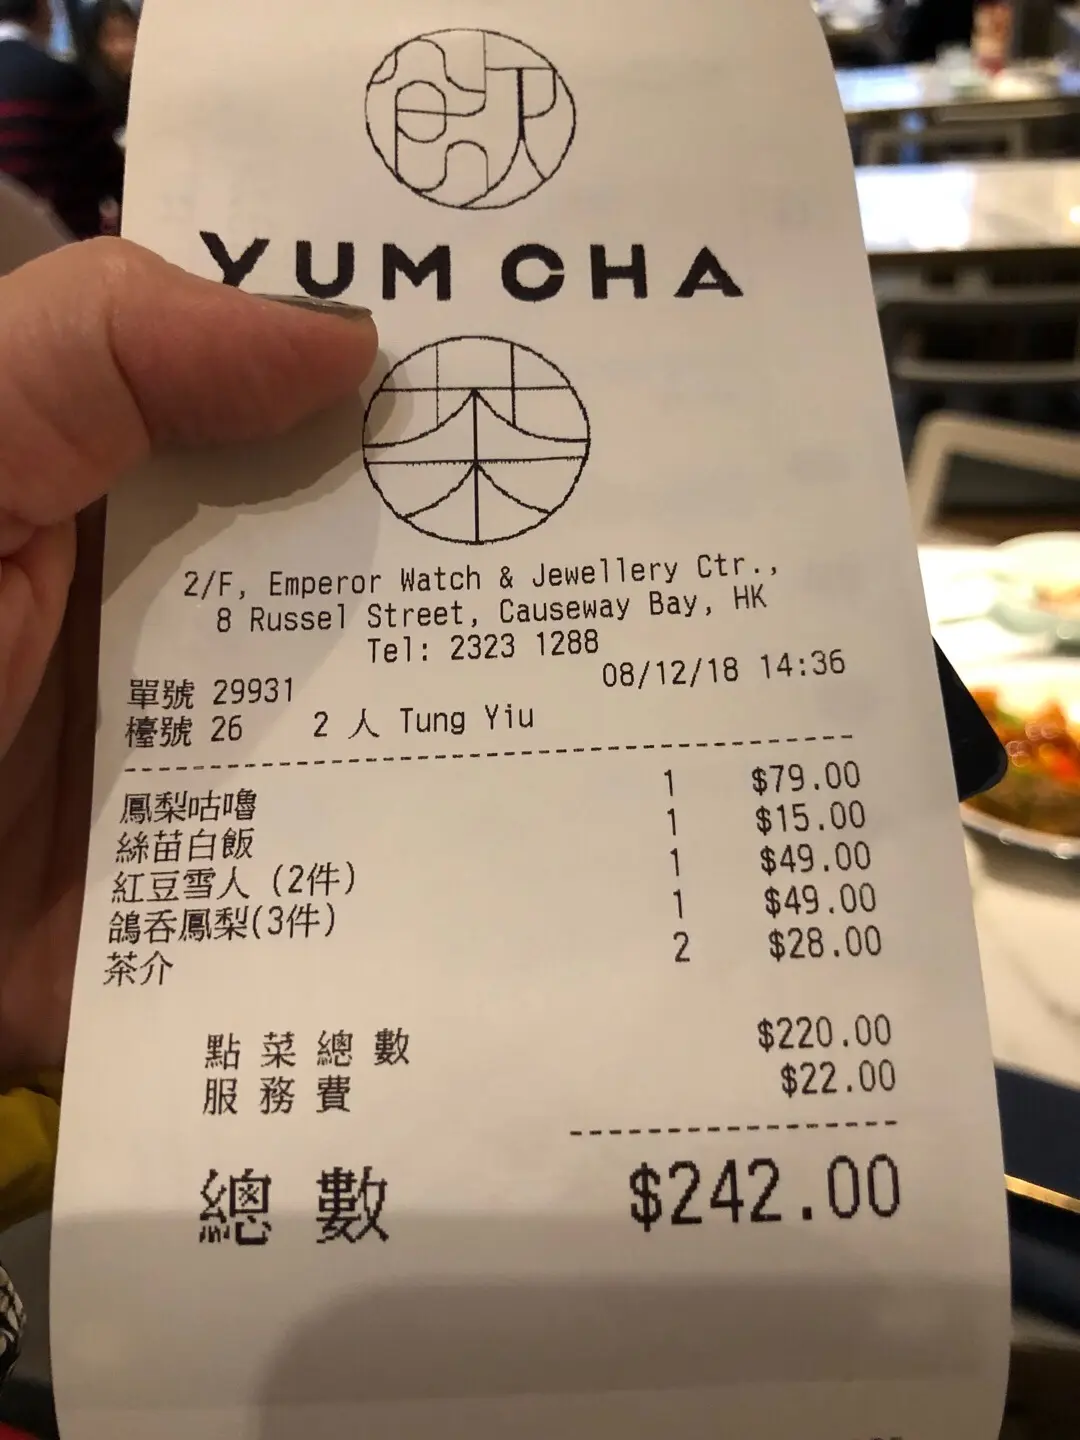 飲
YUM CHA
茶
2/F, Emperor Watch & Jewellery Ctr.,
8 Russel Street, Causeway Bay, HK
Tel: 2323 1288
單號 29931 08/12/18 14:36
檯號 26 2 人 Tung Yiu
鳳梨咕嚕 1 $79.00
絲苗白飯 1 $15.00
紅豆雪人 (2件) 1 $49.00
鴿吞鳳梨(3件) 1 $49.00
茶介 2 $28.00
點菜總數 $220.00
服務費 $22.00
總數 $242.00